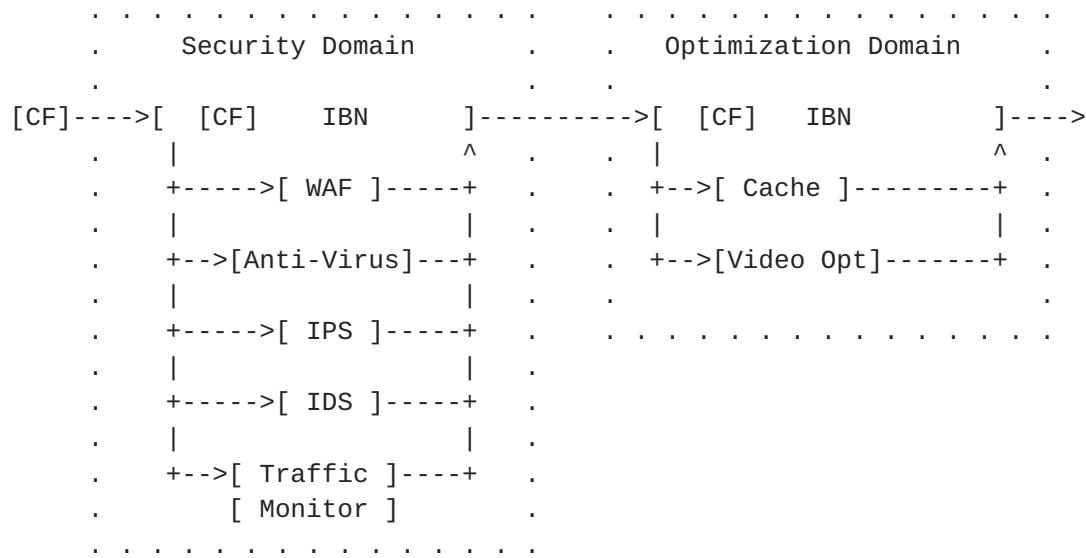 . . . . . . . . . . . . . . .    . . . . . . . . . . . . . . .
.     Security Domain       .    .   Optimization Domain     .
.                           .    .                           .
[CF]---->[  [CF]    IBN      ]---------->[  [CF]   IBN         ]---->
.    |                  ^   .    .  |                     ^  .
.    +----->[ WAF ]-----+   .    .  +-->[ Cache ]---------+  .
.    |                  |   .    .  |                     |  .
.    +-->[Anti-Virus]---+   .    .  +-->[Video Opt]-------+  .
.    |                  |   .    .                           .
.    +----->[ IPS ]-----+   .    . . . . . . . . . . . . . . .
.    |                  |   .
.    +----->[ IDS ]-----+   .
.    |                  |   .
.    +-->[ Traffic ]----+   .
.        [ Monitor ]        .
. . . . . . . . . . . . . . .